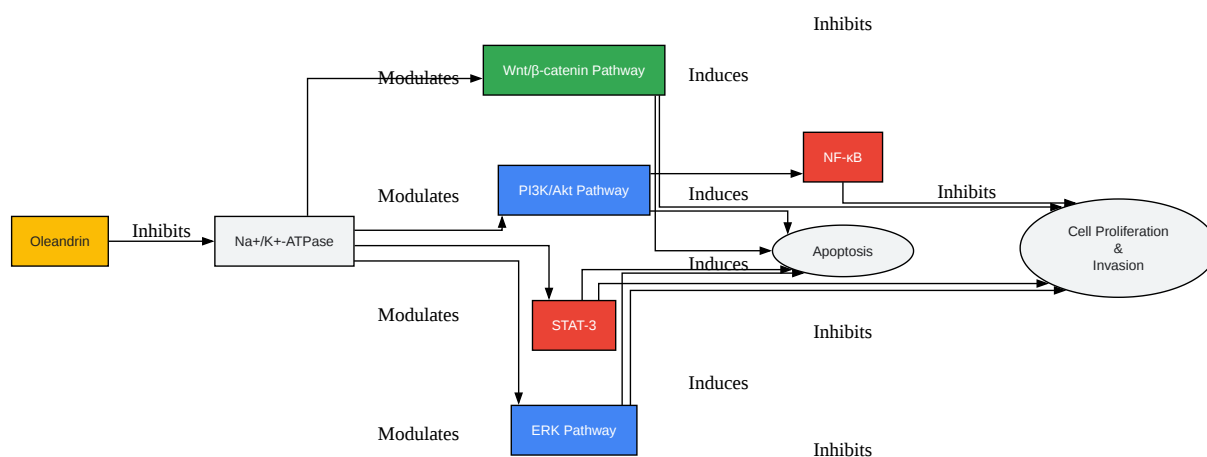 Inhibits
Wnt/β-catenin Pathway
Modulates
Induces
NF-κB
PI3K/Akt Pathway
Modulates
Induces
Inhibits
Oleandrin
Inhibits
Na+/K+-ATPase
Apoptosis
Cell Proliferation
&
Invasion
Induces
Modulates
STAT-3
Inhibits
Induces
Modulates
ERK Pathway
Inhibits